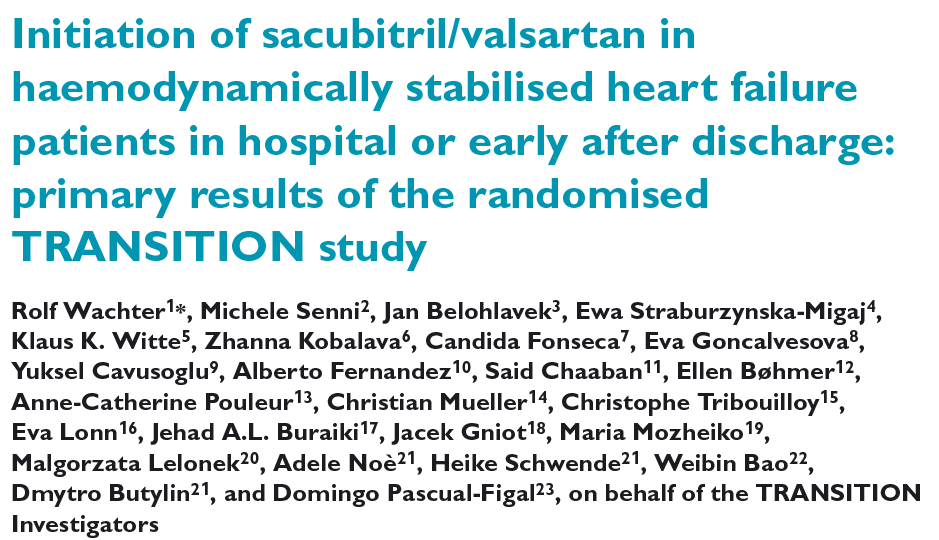 Initiation of sacubitril/valsartan in
haemodynamically stabilised heart failure
patients in hospital or early after discharge:
primary results of the randomised
TRANSITION study
Rolf Wachter1*, Michele Senni2, Jan Belohlavek3, Ewa Straburzynska-Migaj4,
Klaus K. Witte5, Zhanna Kobalava6, Candida Fonseca7, Eva Goncalvesova8,
Yuksel Cavusoglu9, Alberto Fernandez10, Said Chaaban11, Ellen Bøhmer12,
Anne-Catherine Pouleur13, Christian Mueller14, Christophe Tribouilloy15,
Eva Lonn16, Jehad A.L. Buraiki17, Jacek Gniot18, Maria Mozheiko19,
Malgorzata Lelonek20, Adele Noè21, Heike Schwende21, Weibin Bao22,
Dmytro Butylin21, and Domingo Pascual-Figal23, on behalf of the TRANSITION
Investigators